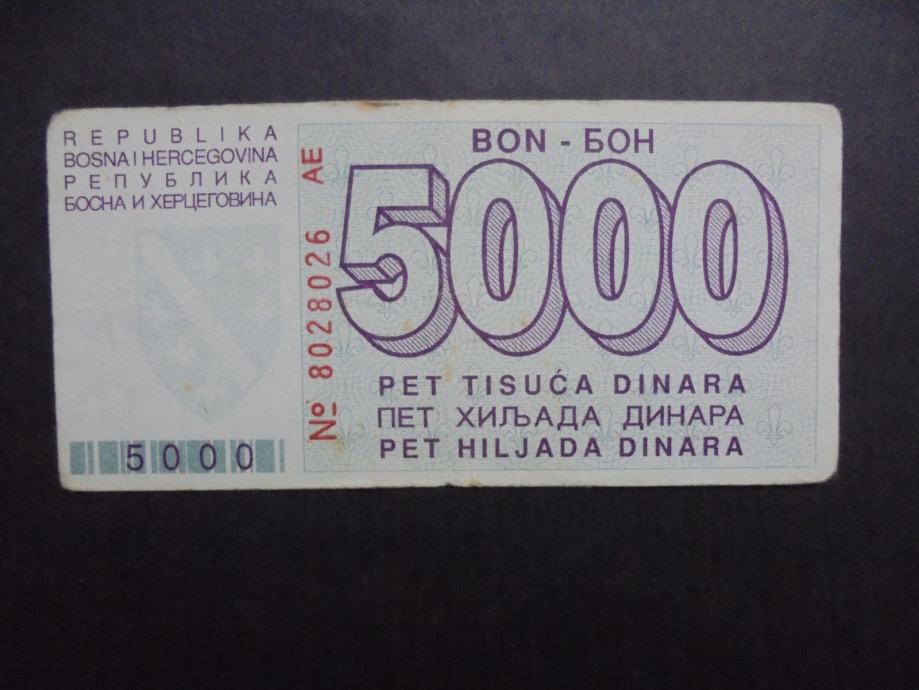 REPUBLIKA
BOSNA I HERCEGOVINA
РЕПУБЛИКА
БОСНА И ХЕРЦЕГОВИНА
5000
№ 8028026 AE
BON - БОН
5000
PET TISUĆA DINARA
ПЕТ ХИЉАДА ДИНАРА
PET HILJADA DINARA